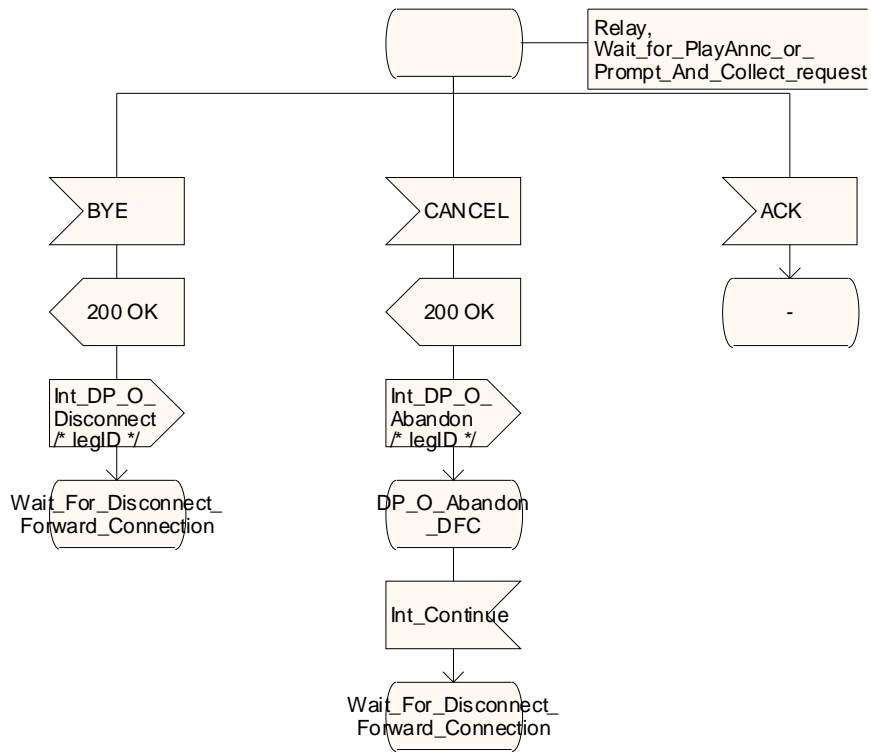 Relay,
Wait_for_PlayAnnc_or_
Prompt_And_Collect_request
BYE
CANCEL
ACK
200 OK
200 OK
-
Int_DP_O_
Disconnect
/* legID */
Int_DP_O_
Abandon
/* legID */
Wait_For_Disconnect_
Forward_Connection
DP_O_Abandon
_DFC
Int_Continue
Wait_For_Disconnect_
Forward_Connection